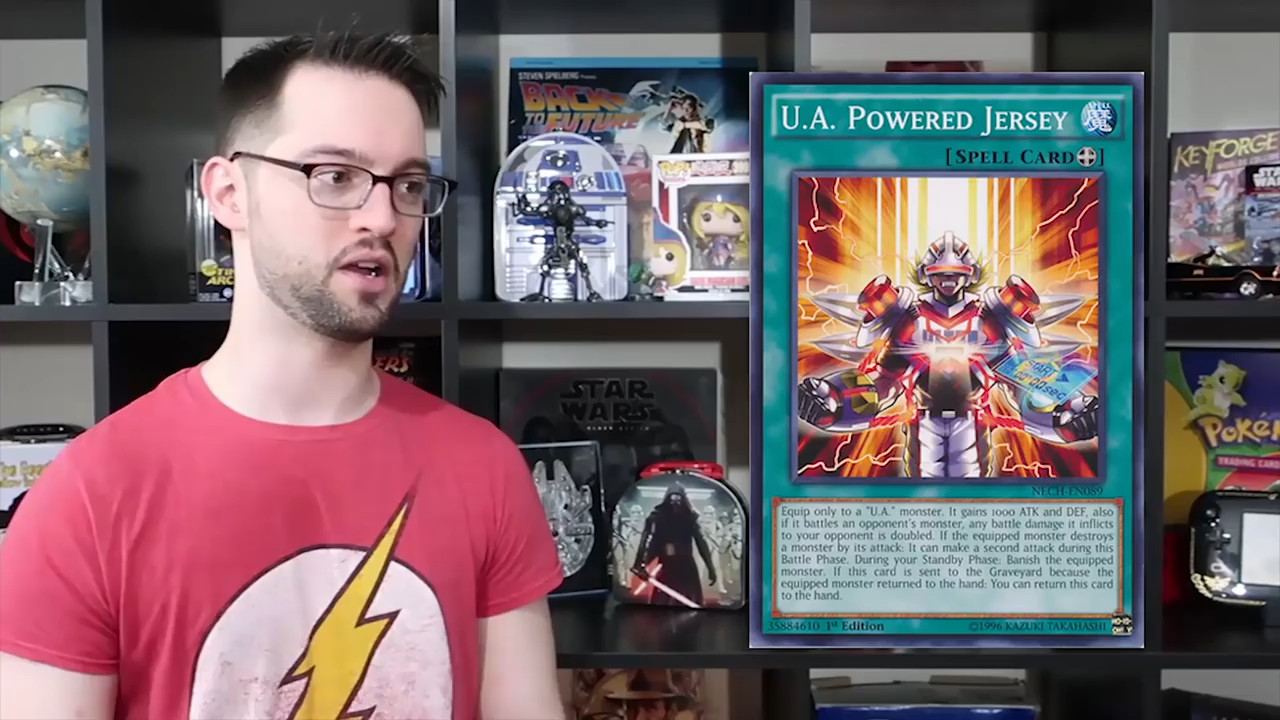 STEVEN SPIELBERG Presents
BACK
TO THE FUTURE
U.A. POWERED JERSEY
[SPELL CARD]
NECH-EN089
Equip only to a "U.A." monster. It gains 1000 ATK and DEF, also
if it battles an opponent's monster, any battle damage it inflicts
to your opponent is doubled. If the equipped monster destroys
a monster by its attack: It can make a second attack during this
Battle Phase. During your Standby Phase: Banish the equipped
monster. If this card is sent to the Graveyard because the
equipped monster returned to the hand: You can return this card
to the hand.
35884610 1st Edition
©1996 KAZUKI TAKAHASHI
KEYFORGE
STAR
WARS
STAR
WARS
POP!
TRADING CARD